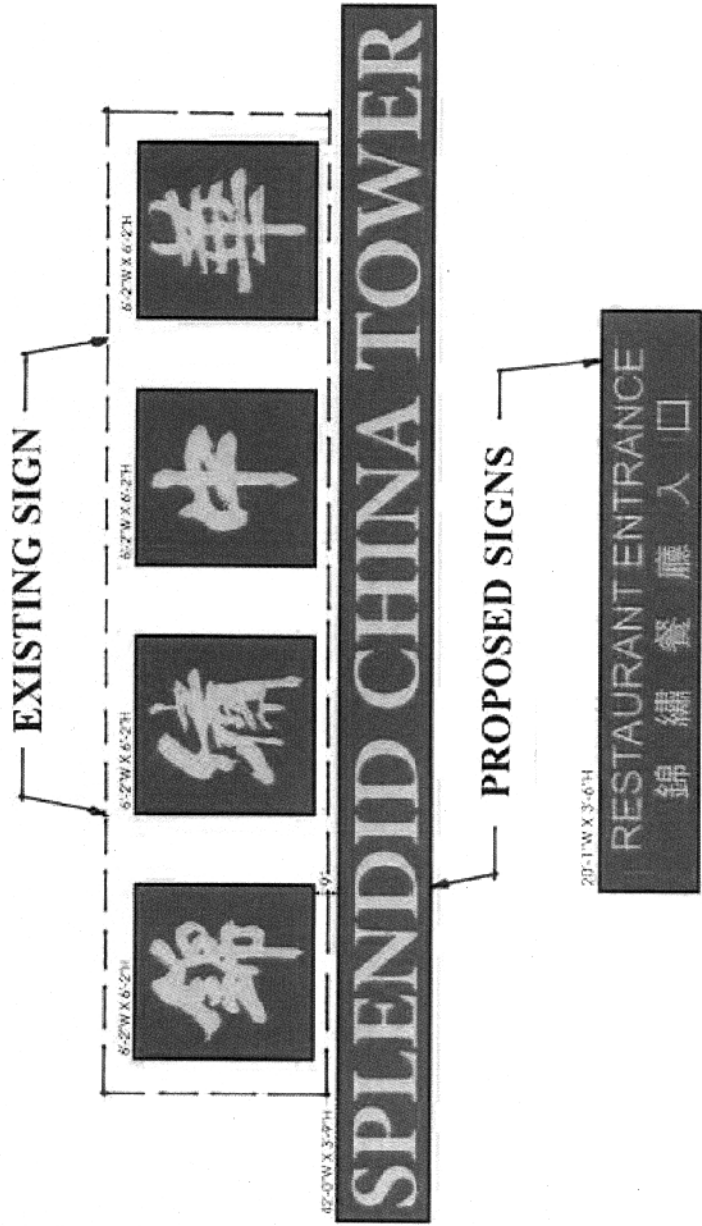 EXISTING SIGN
6'-2"W X 6'-2"H
6'-2"W X 6'-2"H
6'-2"W X 6'-2"H
6'-2"W X 6'-2"H
錦 繡 中 華
9"
42'-0"W X 3'-9"H
SPLENDID CHINA TOWER
PROPOSED SIGNS
20'-1"W X 3'-6"H
RESTAURANT ENTRANCE
錦 繡 餐 廳 入 口